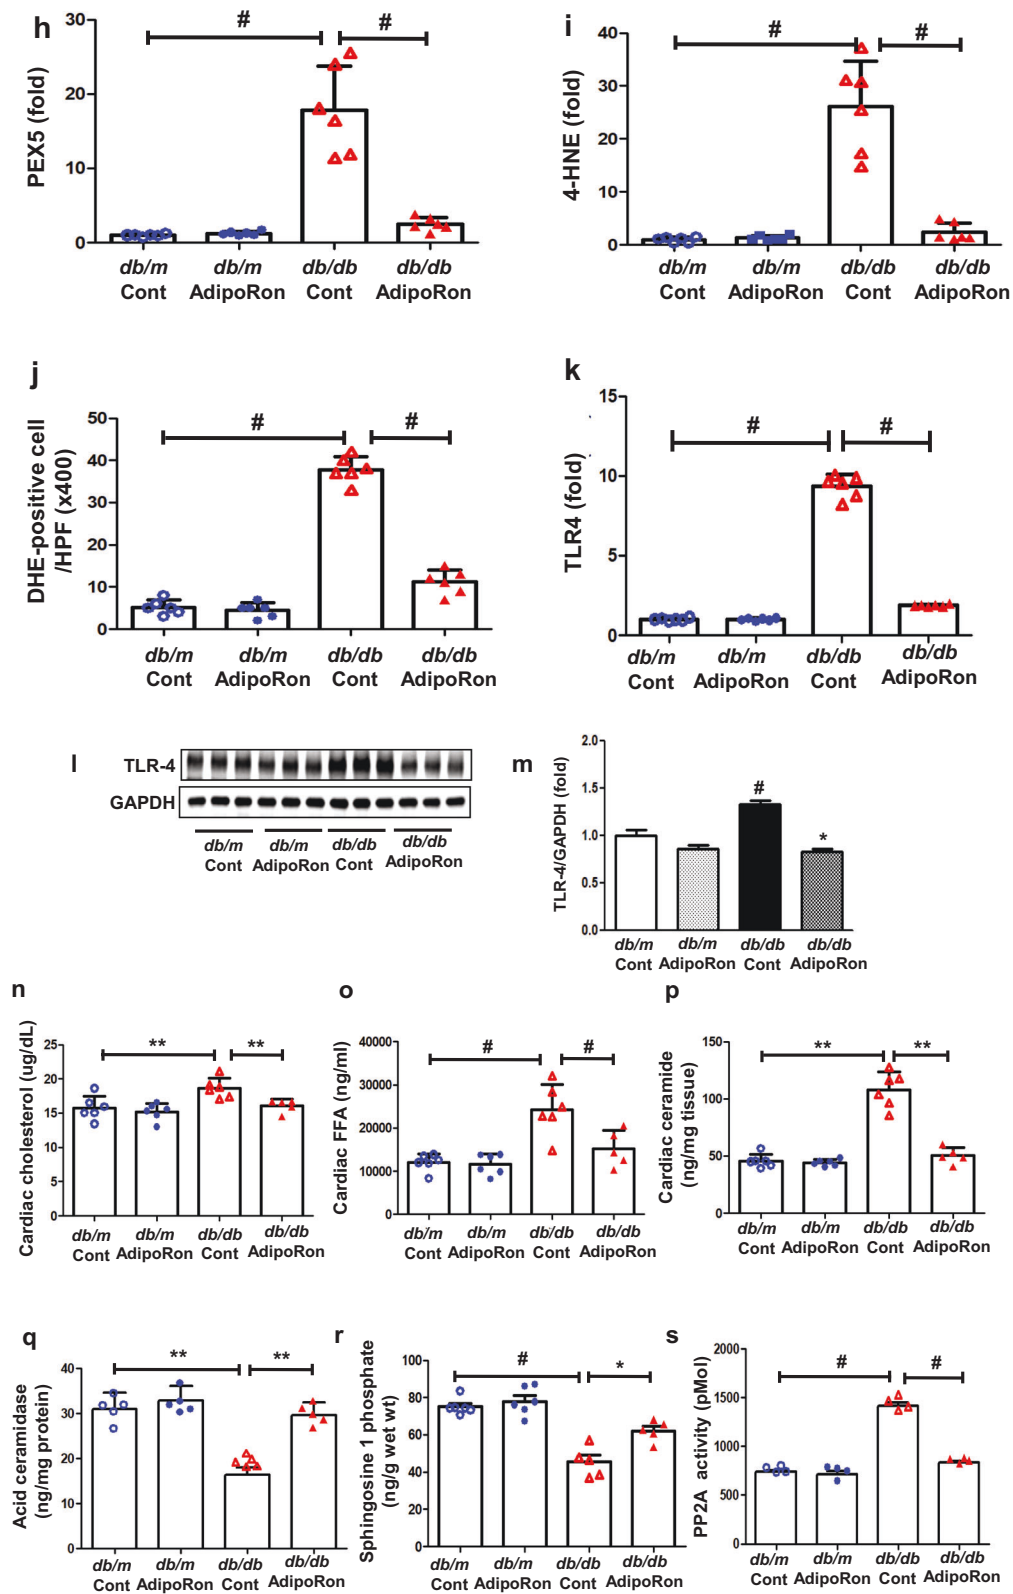 h
PEX5 (fold)
30
20
10
0
#
#
db/m
Cont
db/m
AdipoRon
db/db
Cont
db/db
AdipoRon
i
4-HNE (fold)
40
30
20
10
0
#
#
db/m
Cont
db/m
AdipoRon
db/db
Cont
db/db
AdipoRon
j
DHE-positive cell
/HPF (x400)
50
40
30
20
10
0
#
#
db/m
Cont
db/m
AdipoRon
db/db
Cont
db/db
AdipoRon
k
TLR4 (fold)
15
10
5
0
#
#
db/m
Cont
db/m
AdipoRon
db/db
Cont
db/db
AdipoRon
l
TLR-4
GAPDH
db/m
Cont
db/m
AdipoRon
db/db
Cont
db/db
AdipoRon
m
TLR-4/GAPDH (fold)
2.0
1.5
1.0
0.5
0.0
#
*
db/m
Cont
db/m
AdipoRon
db/db
Cont
db/db
AdipoRon
n
Cardiac cholesterol (ug/dL)
25
20
15
10
5
0
**
**
db/m
Cont
db/m
AdipoRon
db/db
Cont
db/db
AdipoRon
o
Cardiac FFA (ng/ml)
40000
30000
20000
10000
0
#
#
db/m
Cont
db/m
AdipoRon
db/db
Cont
db/db
AdipoRon
p
Cardiac ceramide
(ng/mg tissue)
150
100
50
0
**
**
db/m
Cont
db/m
AdipoRon
db/db
Cont
db/db
AdipoRon
q
Acid ceramidase
(ng/mg protein)
40
30
20
10
0
**
**
db/m
Cont
db/m
AdipoRon
db/db
Cont
db/db
AdipoRon
r
Sphingosine 1 phosphate
(ng/g wet wt)
100
80
60
40
20
0
#
*
db/m
Cont
db/m
AdipoRon
db/db
Cont
db/db
AdipoRon
s
PP2A activity (pMol)
2000
1500
1000
500
0
#
#
db/m
Cont
db/m
AdipoRon
db/db
Cont
db/db
AdipoRon